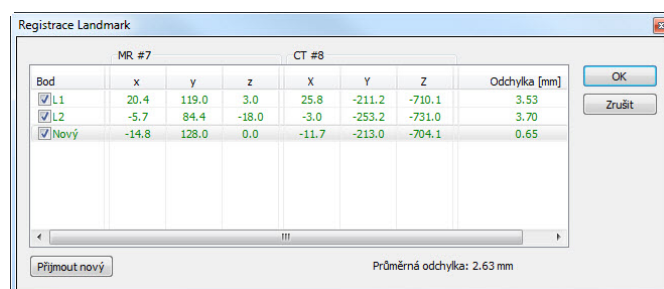 Registrace Landmark
MR #7 CT #8
Bod x y z X Y Z Odchylka [mm]
L1 20.4 119.0 3.0 25.8 -211.2 -710.1 3.53
L2 -5.7 84.4 -18.0 -3.0 -253.2 -731.0 3.70
Nový -14.8 128.0 0.0 -11.7 -213.0 -704.1 0.65
OK
Zrušit
Přijmout nový
Průměrná odchylka: 2.63 mm